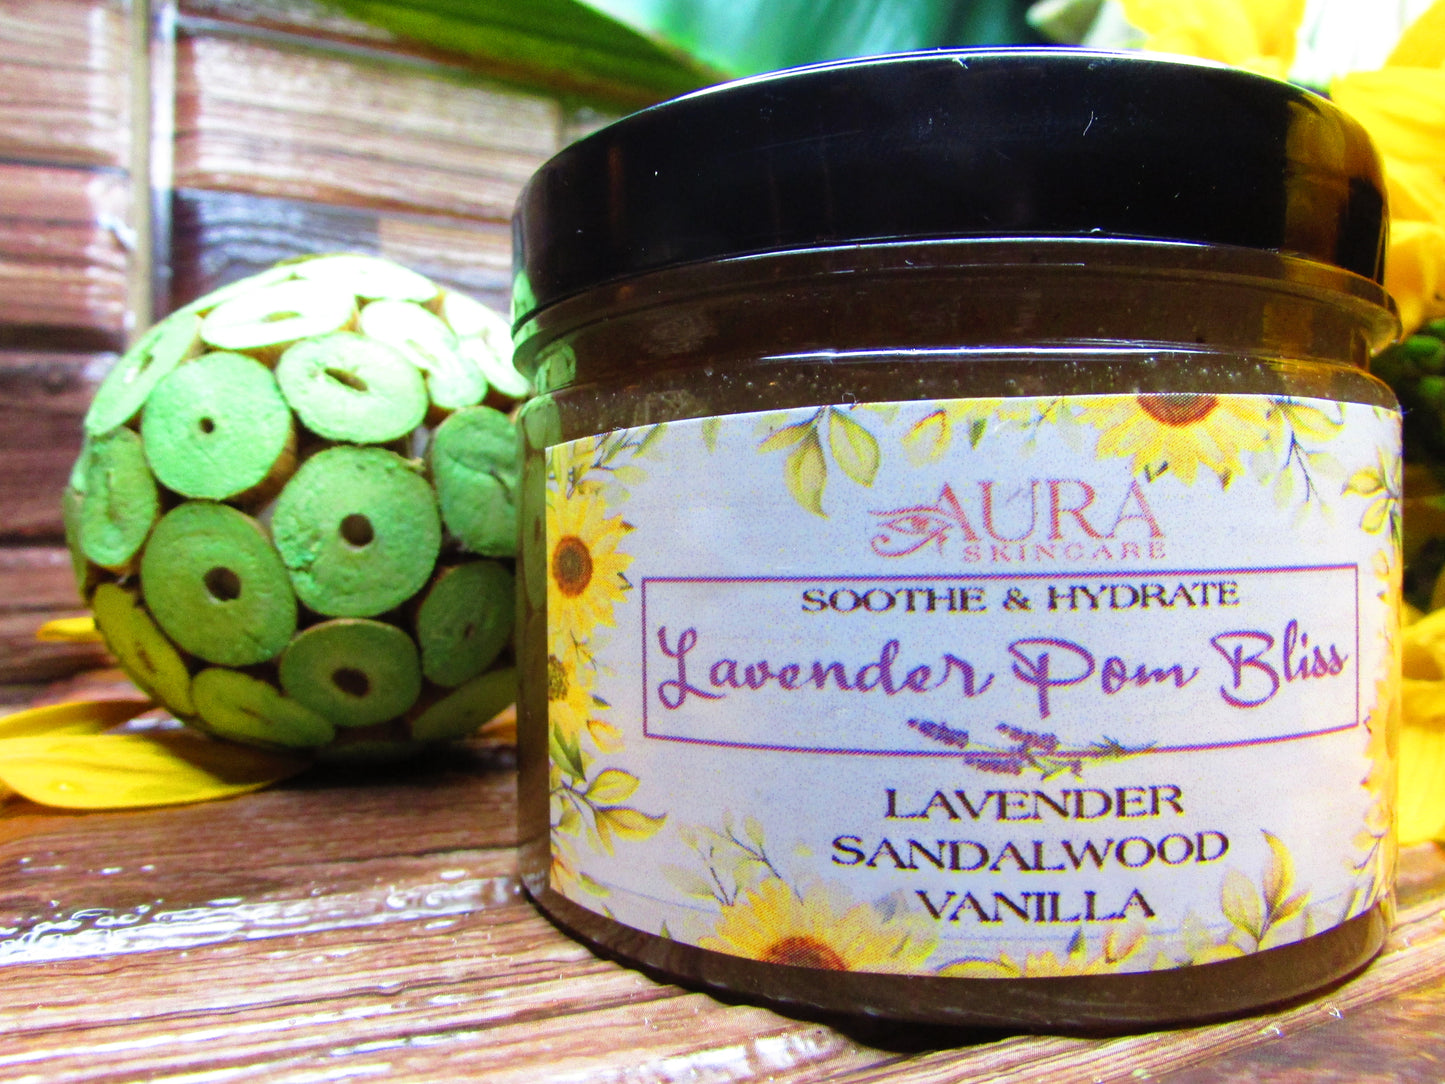 AURA
SKINCARE
SOOTHE & HYDRATE
Lavender Pom Bliss
LAVENDER
SANDALWOOD
VANILLA